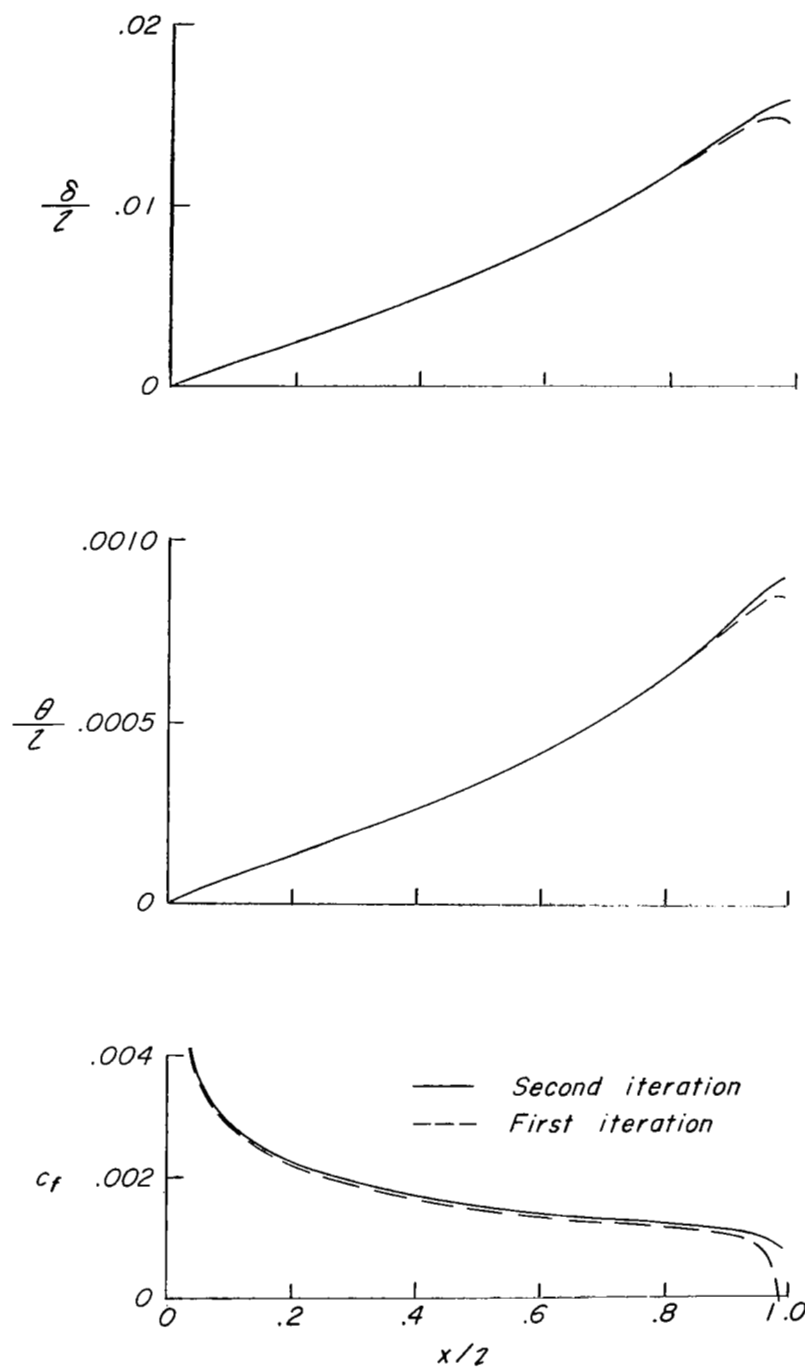 .02
δ/l .01
0
.0010
θ/l .0005
0
.004
Second iteration
First iteration
c_f .002
0
0 .2 .4 .6 .8 1.0
x/l